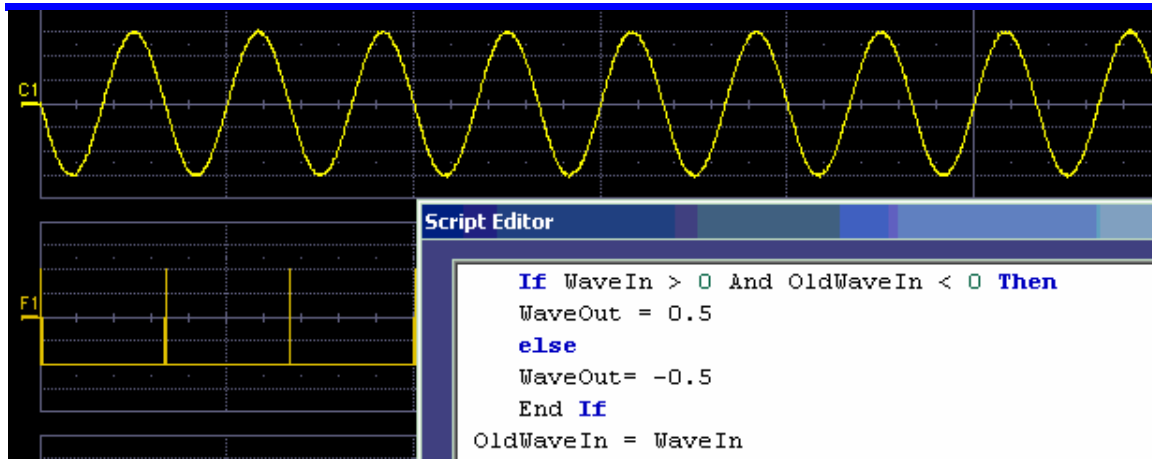 C1
Script Editor
If WaveIn > 0 And OldWaveIn < 0 Then
F1
WaveOut = 0.5
else
WaveOut= -0.5
End If
OldWaveIn = WaveIn